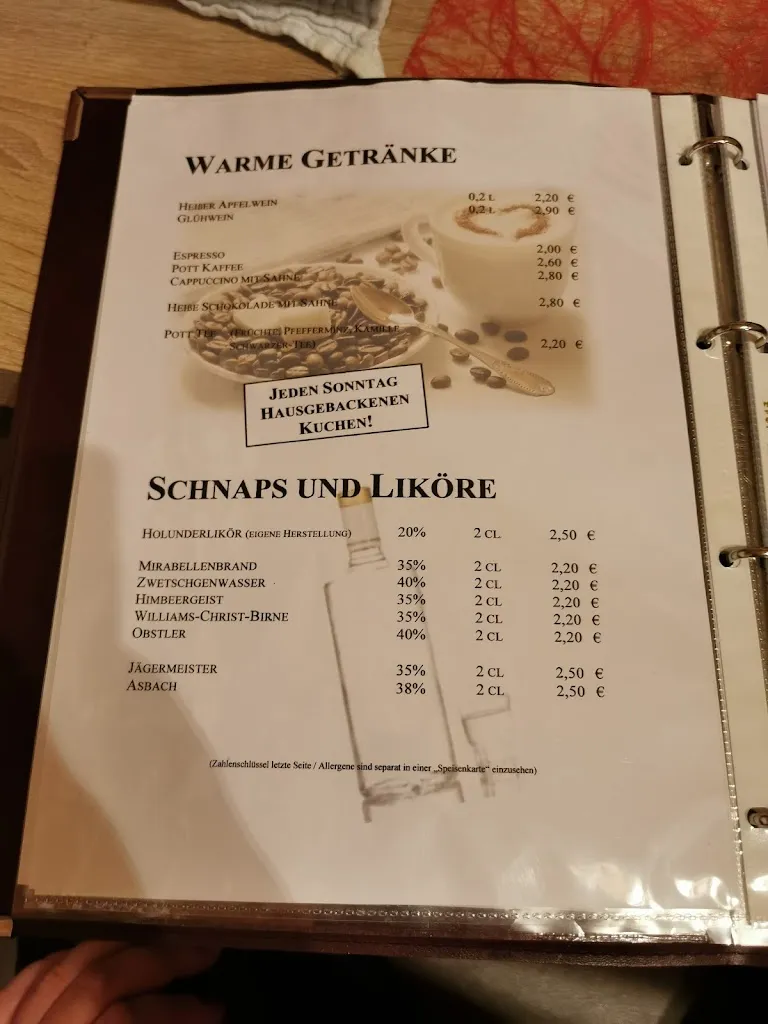 WARME GETRÄNKE
HEIßER APFELWEIN 0,2 L 2,20 €
GLÜHWEIN 0,2 L 2,90 €
ESPRESSO 2,00 €
POTT KAFFEE 2,60 €
CAPPUCCINO MIT SAHNE 2,80 €
HEIßE SCHOKOLADE MIT SAHNE 2,80 €
POTT TEE (FRÜCHTE, PFEFFERMINZ, KAMILLE
SCHWARZER-TEE) 2,20 €
JEDEN SONNTAG
HAUSGEBACKENEN
KUCHEN!
SCHNAPS UND LIKÖRE
HOLUNDERLIKÖR (EIGENE HERSTELLUNG) 20% 2 CL 2,50 €
MIRABELLENBRAND 35% 2 CL 2,20 €
ZWETSCHGENWASSER 40% 2 CL 2,20 €
HIMBEERGEIST 35% 2 CL 2,20 €
WILLIAMS-CHRIST-BIRNE 35% 2 CL 2,20 €
OBSTLER 40% 2 CL 2,20 €
JÄGERMEISTER 35% 2 CL 2,50 €
ASBACH 38% 2 CL 2,50 €
(Zahlenschlüssel letzte Seite / Allergene sind separat in einer „Speisenkarte" einzusehen)